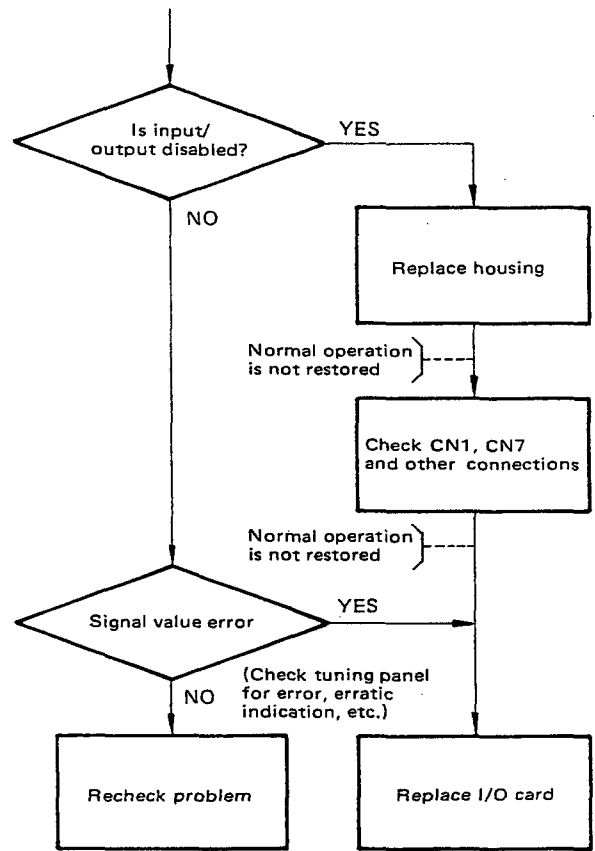 Is input/
output disabled?
YES
NO
Replace housing
Normal operation
is not restored
Check CN1, CN7
and other connections
Normal operation
is not restored
Signal value error
YES
(Check tuning panel
for error, erratic
indication, etc.)
NO
Recheck problem
Replace I/O card